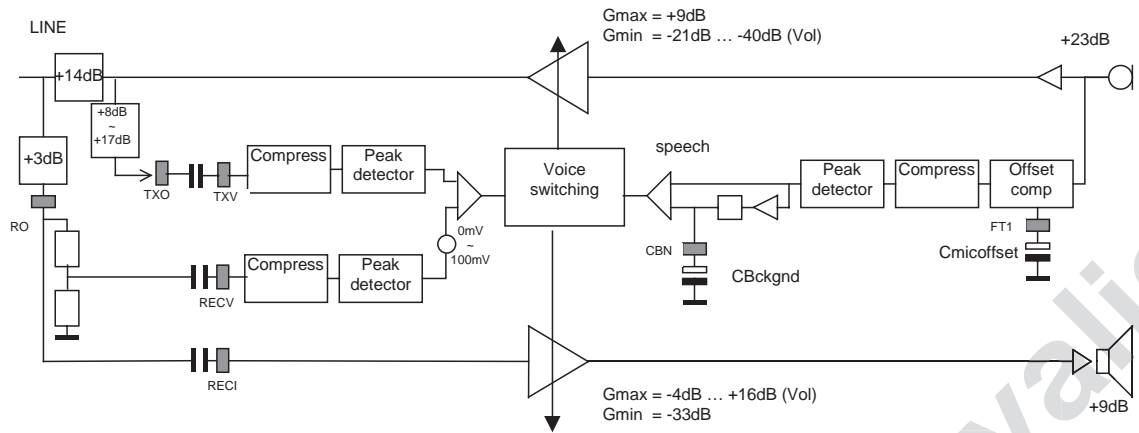 LINE
Gmax = +9dB
Gmin = -21dB ... -40dB (Vol)
+23dB
+14dB
+8dB
~
+17dB
+3dB
TXO
TXV
Compress
Peak
detector
Voice
switching
speech
Peak
detector
Compress
Offset
comp
RO
0mV
~
100mV
CBN
FT1
Cmicoffset
CBckgnd
RECV
Compress
Peak
detector
RECI
Gmax = -4dB ... +16dB (Vol)
Gmin = -33dB
+9dB